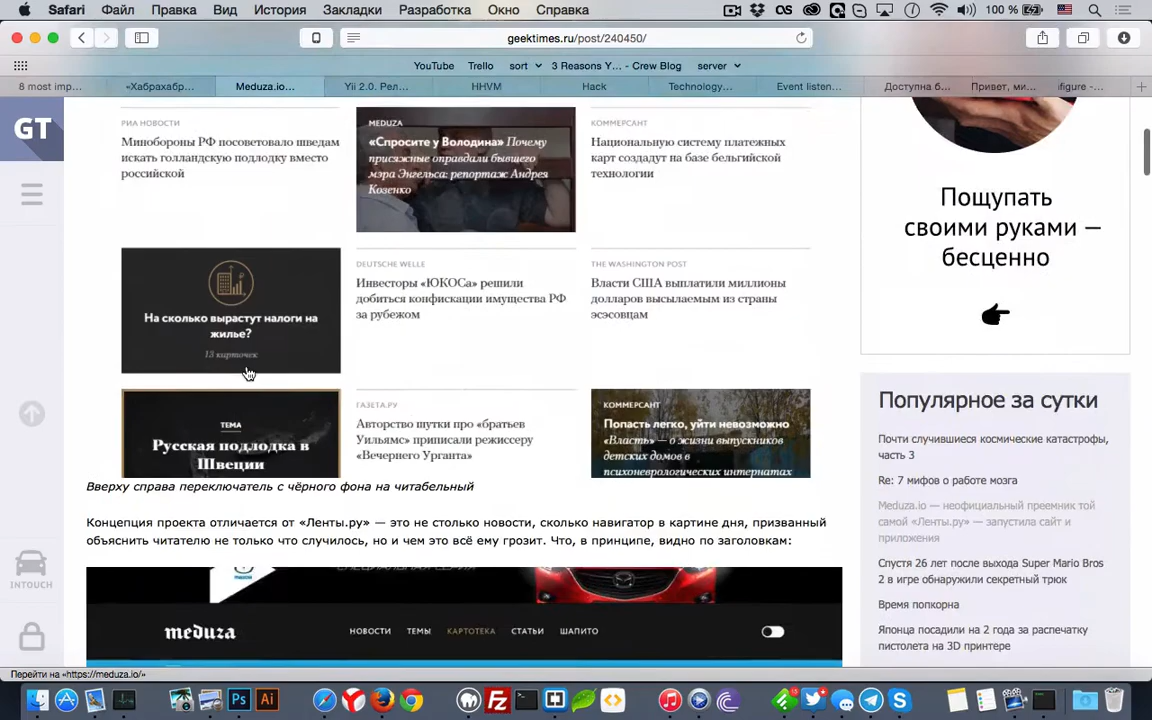 Safari Файл Правка Вид История Закладки Разработка Окно Справка 100 %
geektimes.ru/post/240450/
YouTube Trello sort 3 Reasons Y... – Crew Blog server
8 most imp... «Хабрахабр... Meduza.io... Yii 2.0. Рел... HHVM Hack Technology... Event listen... Доступна б... Привет, ми... ifigure -...
GT
РИА НОВОСТИ
Минобороны РФ посоветовало шведам
искать голландскую подлодку вместо
российской
MEDUZA
«Спросите у Володина» Почему
присяжные оправдали бывшего
мэра Энгельса: репортаж Андрея
Козенко
КОММЕРСАНТ
Национальную систему платежных
карт создадут на базе бельгийской
технологии
На сколько вырастут налоги на
жилье?
13 карточек
DEUTSCHE WELLE
Инвесторы «ЮКОСа» решили
добиться конфискации имущества РФ
за рубежом
THE WASHINGTON POST
Власти США выплатили миллионы
долларов высылаемым из страны
эсэсовцам
ТЕМА
Русская подлодка в
Швеции
ГАЗЕТА.РУ
Авторство шутки про «братьев
Уильямс» приписали режиссеру
«Вечернего Урганта»
КОММЕРСАНТ
Попасть легко, уйти невозможно
«Власть» — о жизни выпускников
детских домов в
психоневрологических интернатах
Вверху справа переключатель с чёрного фона на читабельный
Концепция проекта отличается от «Ленты.ру» — это не столько новости, сколько навигатор в картине дня, призванный
объяснить читателю не только что случилось, но и чем это всё ему грозит. Что, в принципе, видно по заголовкам:
СПЕЦИАЛЬНАЯ СЕРИЯ
meduza НОВОСТИ ТЕМЫ КАРТОТЕКА СТАТЬИ ШАПИТО
Пощупать
своими руками —
бесценно
Популярное за сутки
Почти случившиеся космические катастрофы,
часть 3
Re: 7 мифов о работе мозга
Meduza.io — неофициальный преемник той
самой «Ленты.ру» — запустила сайт и
приложения
Спустя 26 лет после выхода Super Mario Bros
2 в игре обнаружили секретный трюк
Время попкорна
Японца посадили на 2 года за распечатку
пистолета на 3D принтере
INTOUCH
Перейти на «https://meduza.io/»
Ps Ai